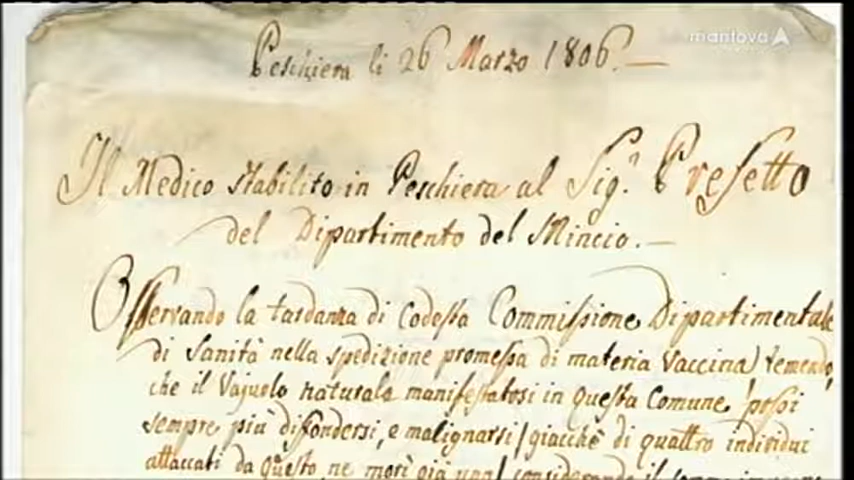 mantova
Peschiera li 26 Marzo 1806.—
Il Medico stabilito in Peschiera al Sig.r Prefetto
del Dipartimento del Mincio.—
Osservando la tardanza di codesta Commissione Dipartimentale
di Sanità nella spedizione promessa di materia Vaccina) temendo,
che il Vajuolo naturale manifestatosi in questa Comune, possi
sempre più diffondersi, e malignarsi (giacchè di quattro individui
attaccati da questo, ne morì già uno) considerando il